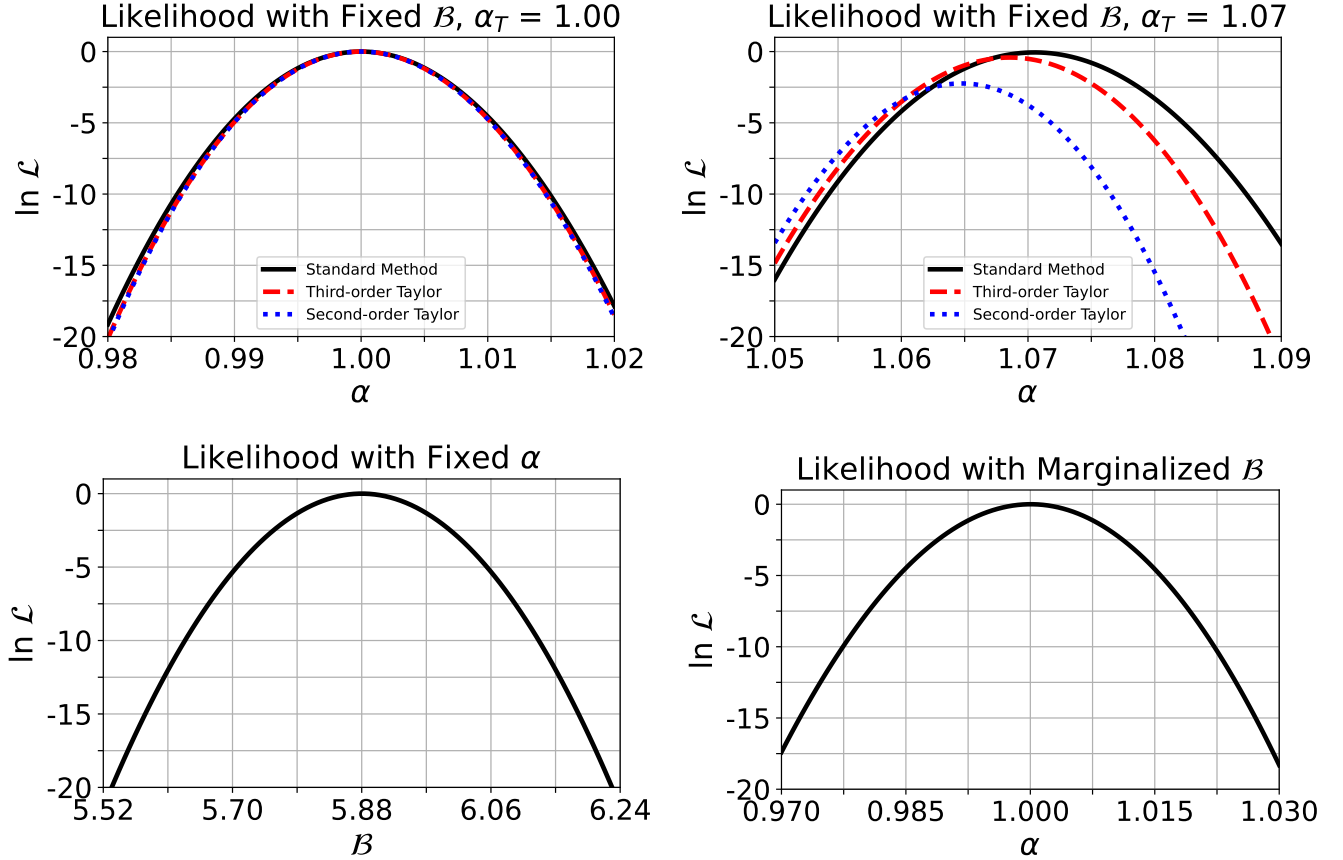 Likelihood with Fixed ℬ, α_T = 1.00
ln ℒ
0
-5
-10
-15
-20
Standard Method
Third-order Taylor
Second-order Taylor
0.98 0.99 1.00 1.01 1.02
α
Likelihood with Fixed ℬ, α_T = 1.07
ln ℒ
0
-5
-10
-15
-20
Standard Method
Third-order Taylor
Second-order Taylor
1.05 1.06 1.07 1.08 1.09
α
Likelihood with Fixed α
ln ℒ
0
-5
-10
-15
-20
5.52 5.70 5.88 6.06 6.24
ℬ
Likelihood with Marginalized ℬ
ln ℒ
0
-5
-10
-15
-20
0.970 0.985 1.000 1.015 1.030
α